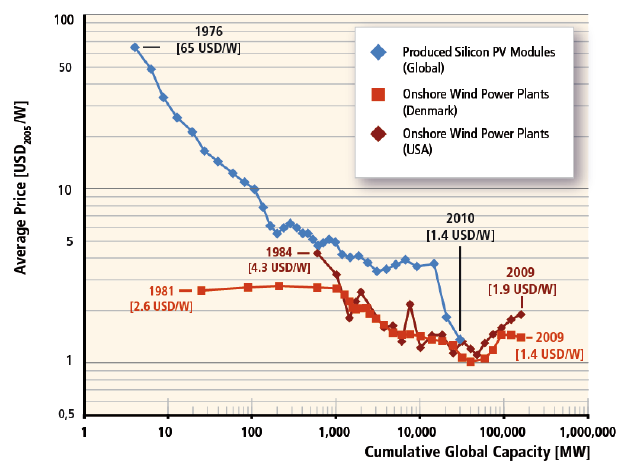 100
50
10
5
1
0,5
Average Price [USD2005/W]
1976
[65 USD/W]
Produced Silicon PV Modules
(Global)
Onshore Wind Power Plants
(Denmark)
Onshore Wind Power Plants
(USA)
2010
[1.4 USD/W]
1984
[4.3 USD/W]
1981
[2.6 USD/W]
2009
[1.9 USD/W]
2009
[1.4 USD/W]
1 10 100 1,000 10,000 100,000 1,000,000
Cumulative Global Capacity [MW]